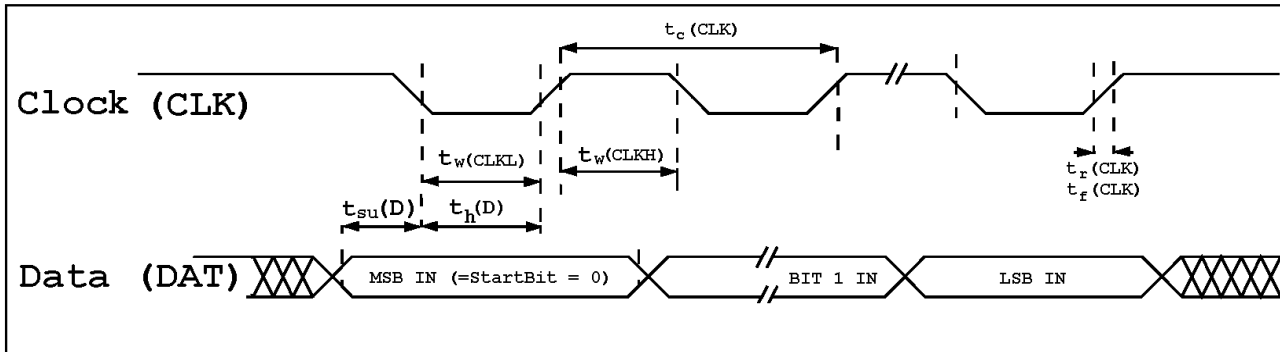 t_c(CLK)
Clock (CLK)
t_w(CLKL)
t_w(CLKH)
t_r(CLK)
t_f(CLK)
t_su(D)
t_h(D)
Data (DAT)
MSB IN (=StartBit = 0)
BIT 1 IN
LSB IN